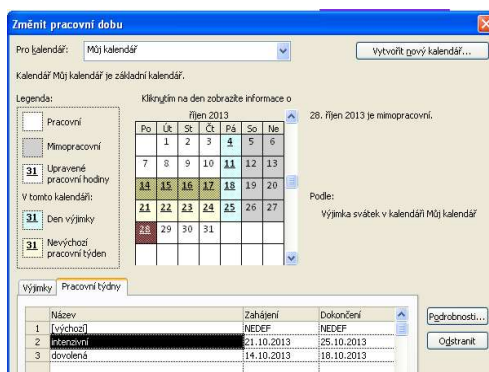 Změnit pracovní dobu
Pro kalendář: Můj kalendář Vytvořit nový kalendář...
Kalendář Můj kalendář je základní kalendář.
Legenda: Kliknutím na den zobrazíte informace o
28. říjen 2013 je mimopracovní.
Pracovní
Mimopracovní
31 Upravené pracovní hodiny
V tomto kalendáři:
31 Den výjimky
31 Nevýchozí pracovní týden
říjen 2013
Po Út St Čt Pá So Ne
1 2 3 4 5 6
7 8 9 10 11 12 13
14 15 16 17 18 19 20
21 22 23 24 25 26 27
28 29 30 31
Podle:
Výjimka svátek v kalendáři Můj kalendář
Výjimky Pracovní týdny
Název Zahájení Dokončení
1 [výchozí] NEDEF NEDEF
2 intenzivní 21.10.2013 25.10.2013
3 dovolená 14.10.2013 18.10.2013
Podrobnosti...
Odstranit